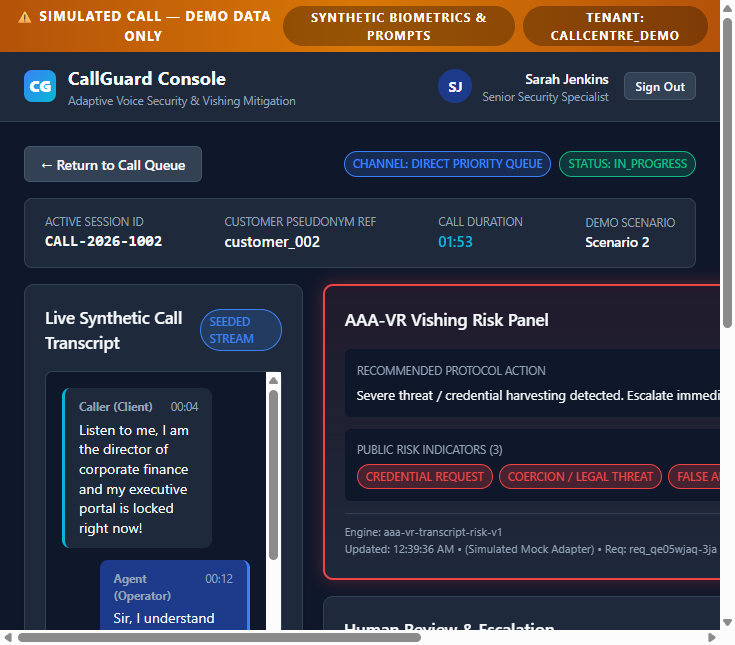 ⚠ SIMULATED CALL — DEMO DATA
ONLY
SYNTHETIC BIOMETRICS &
PROMPTS
TENANT:
CALLCENTRE_DEMO
CG
CallGuard Console
Adaptive Voice Security & Vishing Mitigation
SJ
Sarah Jenkins
Senior Security Specialist
Sign Out
← Return to Call Queue
CHANNEL: DIRECT PRIORITY QUEUE
STATUS: IN_PROGRESS
ACTIVE SESSION ID
CALL-2026-1002
CUSTOMER PSEUDONYM REF
customer_002
CALL DURATION
01:53
DEMO SCENARIO
Scenario 2
Live Synthetic Call
Transcript
SEEDED
STREAM
Caller (Client) 00:04
Listen to me, I am
the director of
corporate finance
and my executive
portal is locked
right now!
Agent
(Operator)
00:12
Sir, I understand
AAA-VR Vishing Risk Panel
RECOMMENDED PROTOCOL ACTION
Severe threat / credential harvesting detected. Escalate immedi
PUBLIC RISK INDICATORS (3)
CREDENTIAL REQUEST
COERCION / LEGAL THREAT
FALSE A
Engine: aaa-vr-transcript-risk-v1
Updated: 12:39:36 AM • (Simulated Mock Adapter) • Req: req_qe05wjaq-3ja
Human Review & Escalation